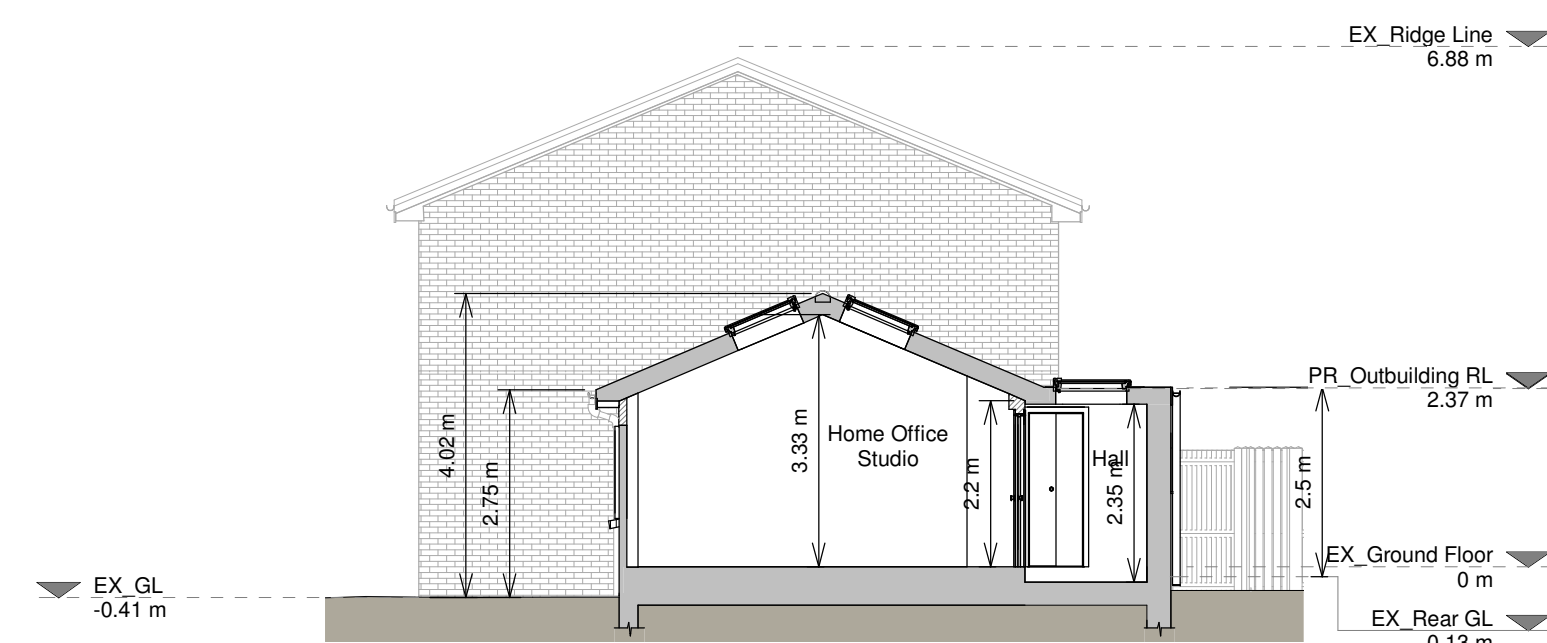 EX_Ridge Line
6.88 m
PR_Outbuilding RL
2.37 m
4.02 m
2.75 m
3.33 m
Home Office
Studio
2.2 m
Hall
2.35 m
2.5 m
EX_Ground Floor
0 m
EX_GL
-0.41 m
EX_Rear GL